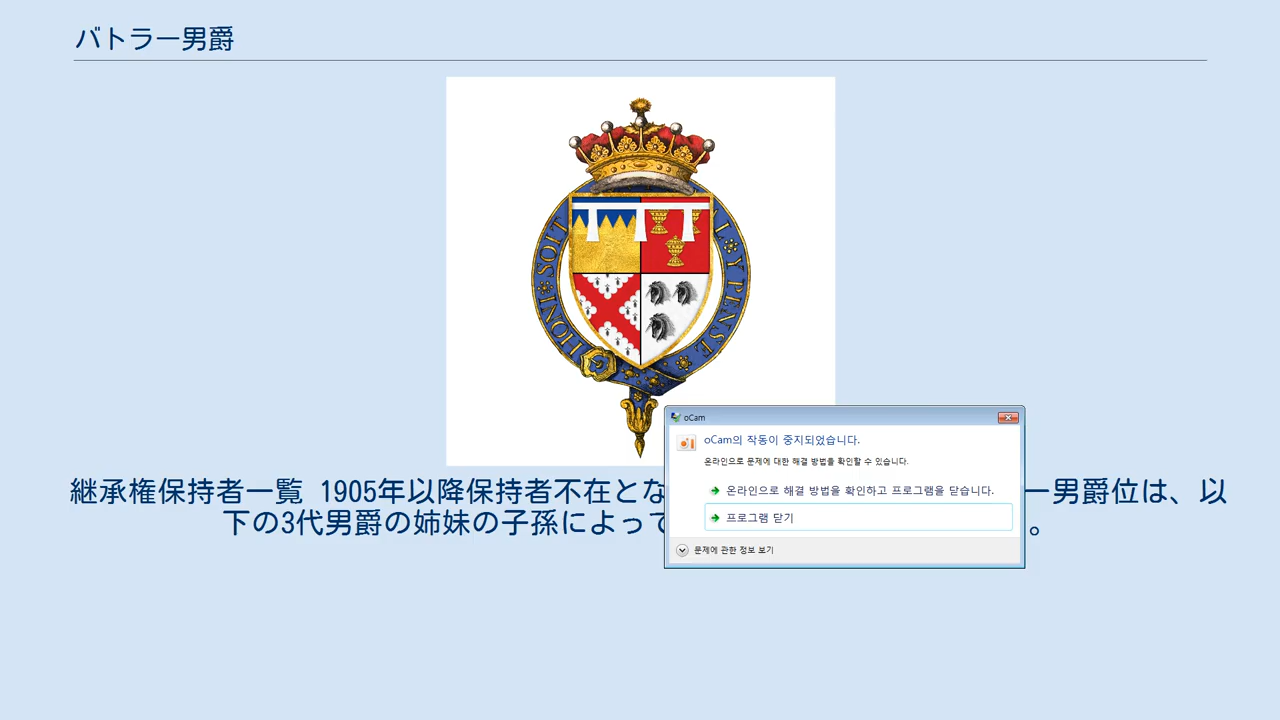 バトラー男爵
HONI SOIT
Y PENSE
oCam
oCam의 작동이 중지되었습니다.
온라인으로 문제에 대한 해결 방법을 확인할 수 있습니다.
온라인으로 해결 방법을 확인하고 프로그램을 닫습니다.
프로그램 닫기
문제에 관한 정보 보기
継承権保持者一覧 1905年以降保持者不在とな ー男爵位は、以
下の3代男爵の姉妹の子孫によって 。